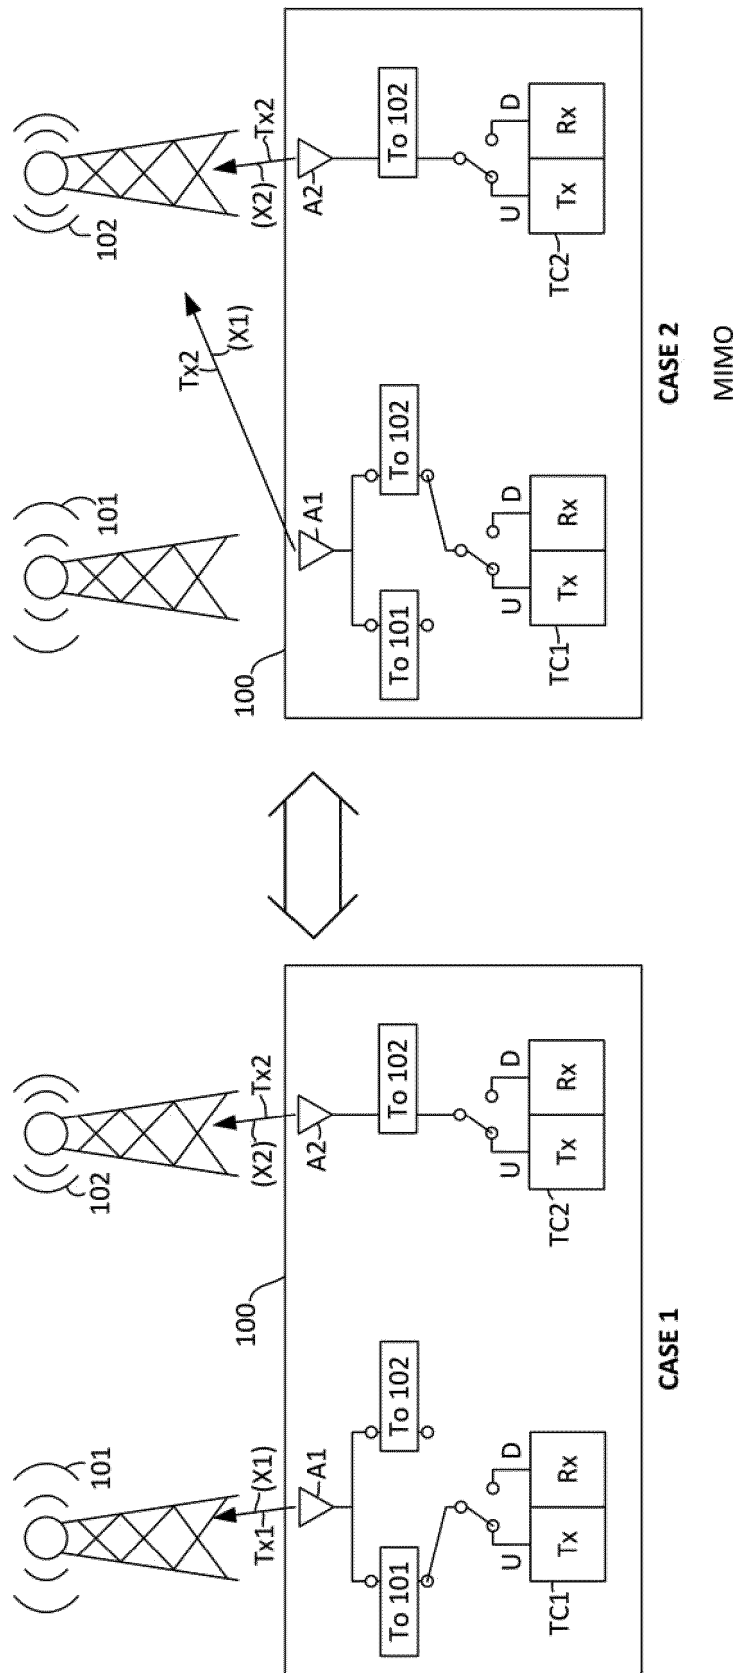 101
102
Tx1
(X1)
(X2)
Tx2
100
A1
A2
To 101
To 102
To 102
U
D
U
D
TC1
Tx
Rx
TC2
Tx
Rx
CASE 1
101
102
Tx2
(X1)
(X2)
Tx2
100
A1
A2
To 101
To 102
To 102
U
D
U
D
TC1
Tx
Rx
TC2
Tx
Rx
CASE 2
MIMO